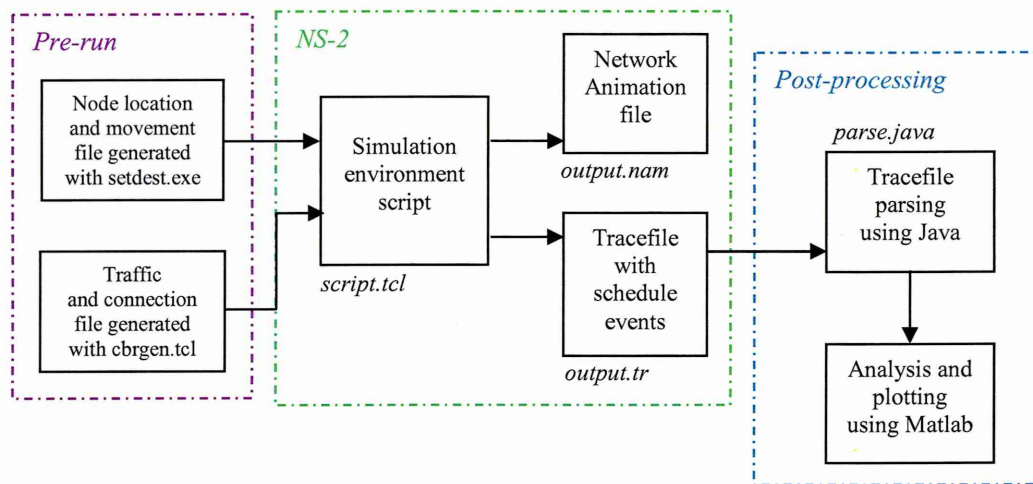 Pre-run
Node location
and movement
file generated
with setdest.exe
Traffic
and connection
file generated
with cbrgen.tcl
NS-2
Simulation
environment
script
script.tcl
Network
Animation
file
output.nam
Tracefile
with
schedule
events
output.tr
Post-processing
parse.java
Tracefile
parsing
using Java
Analysis and
plotting
using Matlab